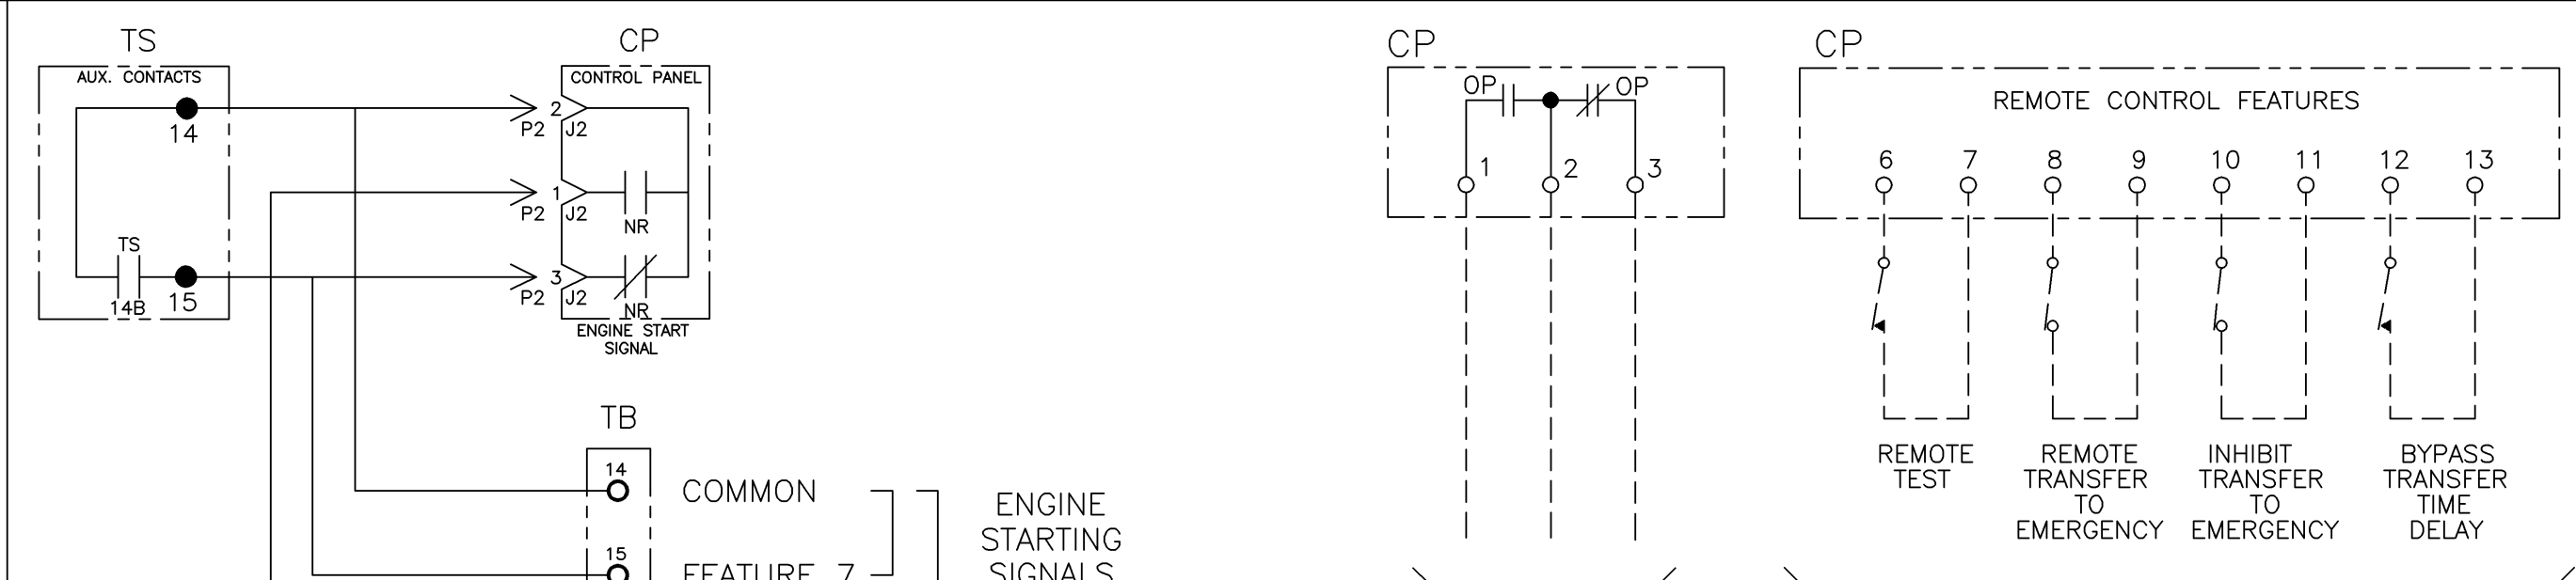 TS
AUX. CONTACTS
14
TS
14B
15
CP
CONTROL PANEL
2
P2 J2
1
P2 J2
NR
3
P2 J2
NR
ENGINE START
SIGNAL
TB
14
COMMON
15
FEATURE 7
ENGINE
STARTING
SIGNALS
CP
OP OP
1 2 3
CP
REMOTE CONTROL FEATURES
6 7 8 9 10 11 12 13
REMOTE
TEST
REMOTE
TRANSFER
TO
EMERGENCY
INHIBIT
TRANSFER
TO
EMERGENCY
BYPASS
TRANSFER
TIME
DELAY